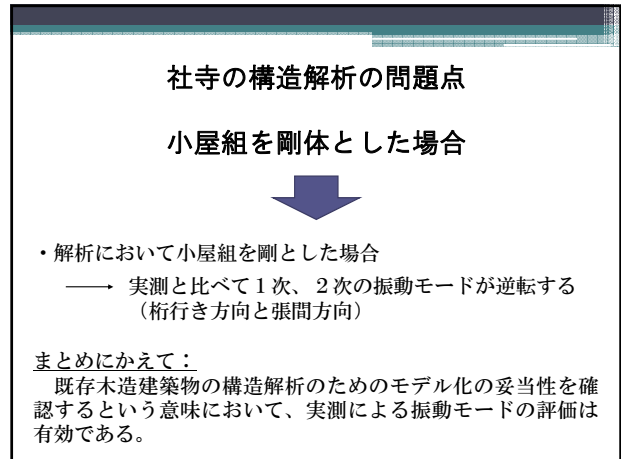 社寺の構造解析の問題点
小屋組を剛体とした場合
・解析において小屋組を剛とした場合
→ 実測と比べて１次、２次の振動モードが逆転する
（桁行き方向と張間方向）
まとめにかえて：
既存木造建築物の構造解析のためのモデル化の妥当性を確
認するという意味において、実測による振動モードの評価は
有効である。